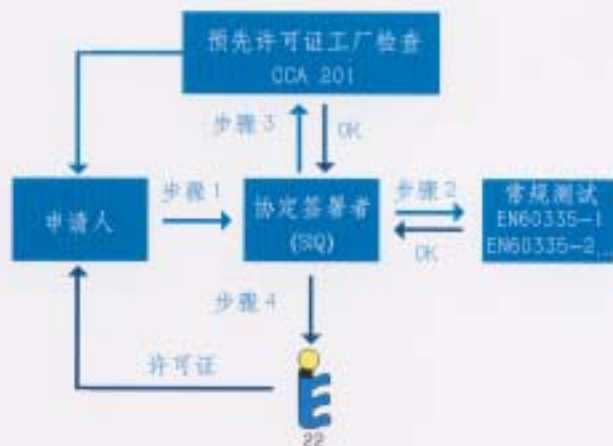 预先许可证工厂检查
CCA 201
步骤 3
OK
申请人
步骤 1
协定签署者
(SIQ)
步骤 2
OK
常规测试
EN60335-1
EN60335-2...
步骤 4
许可证
22